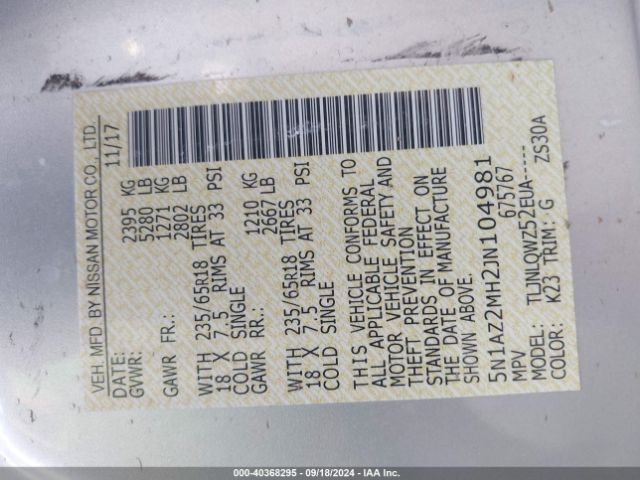 VEH. MFD. BY NISSAN MOTOR CO., LTD.
DATE: 11/17
GVWR: 2395 KG
5280 LB
GAWR FR.: 1271 KG
2802 LB
WITH 235/65R18 TIRES
18 X 7.5 RIMS AT 33 PSI
COLD SINGLE
GAWR RR.: 1210 KG
2667 LB
WITH 235/65R18 TIRES
18 X 7.5 RIMS AT 33 PSI
COLD SINGLE
THIS VEHICLE CONFORMS TO
ALL APPLICABLE FEDERAL
MOTOR VEHICLE SAFETY AND
THEFT PREVENTION
STANDARDS IN EFFECT ON
THE DATE OF MANUFACTURE
SHOWN ABOVE.
5N1AZ2MH2JN104981
MPV 675767
MODEL: TLJNLQWZ52EUA-----
COLOR: K23 TRIM: G ZS30A
00-40368295 - 09/18/2024 - IAA Inc.